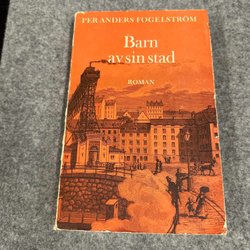 PER ANDERS FOGELSTRÖM
Barn
av sin stad
ROMAN